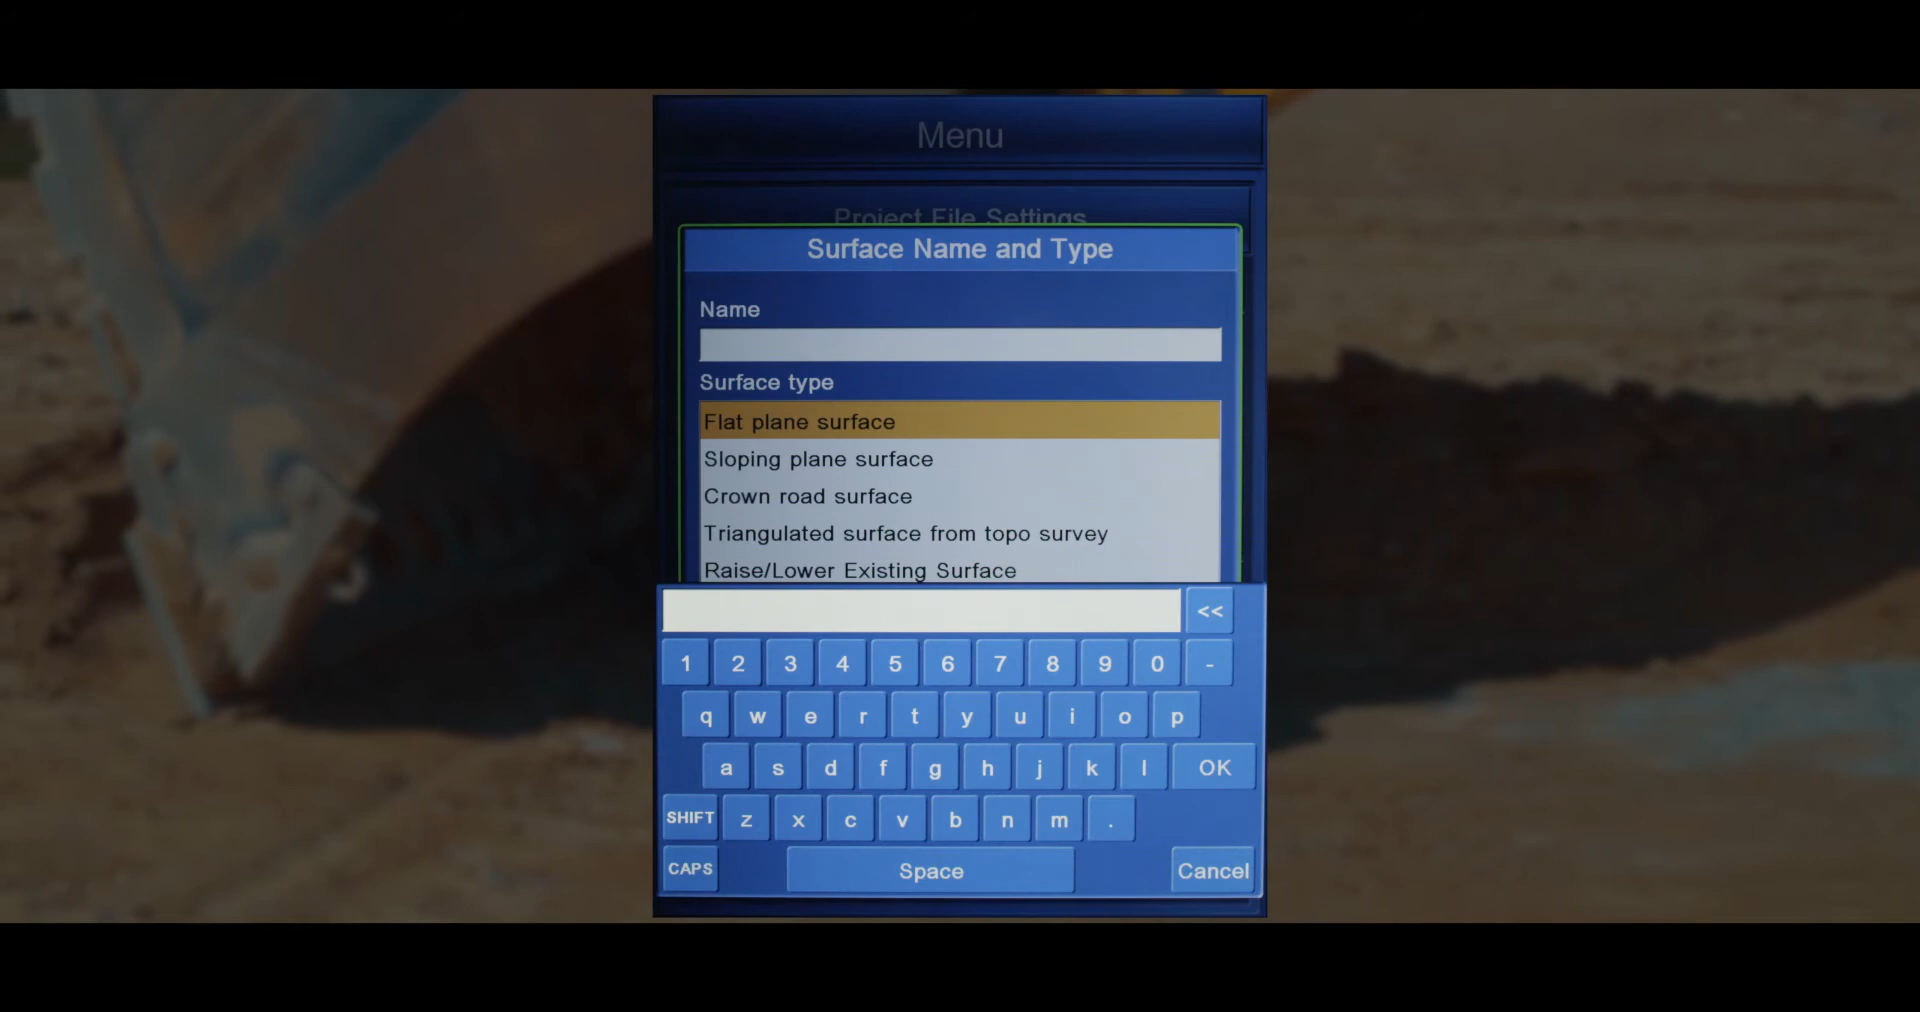 Menu
Project File Settings
Surface Name and Type
Name
Surface type
Flat plane surface
Sloping plane surface
Crown road surface
Triangulated surface from topo survey
Raise/Lower Existing Surface
<<
1 2 3 4 5 6 7 8 9 0 -
q w e r t y u i o p
a s d f g h j k l OK
SHIFT z x c v b n m .
CAPS Space Cancel